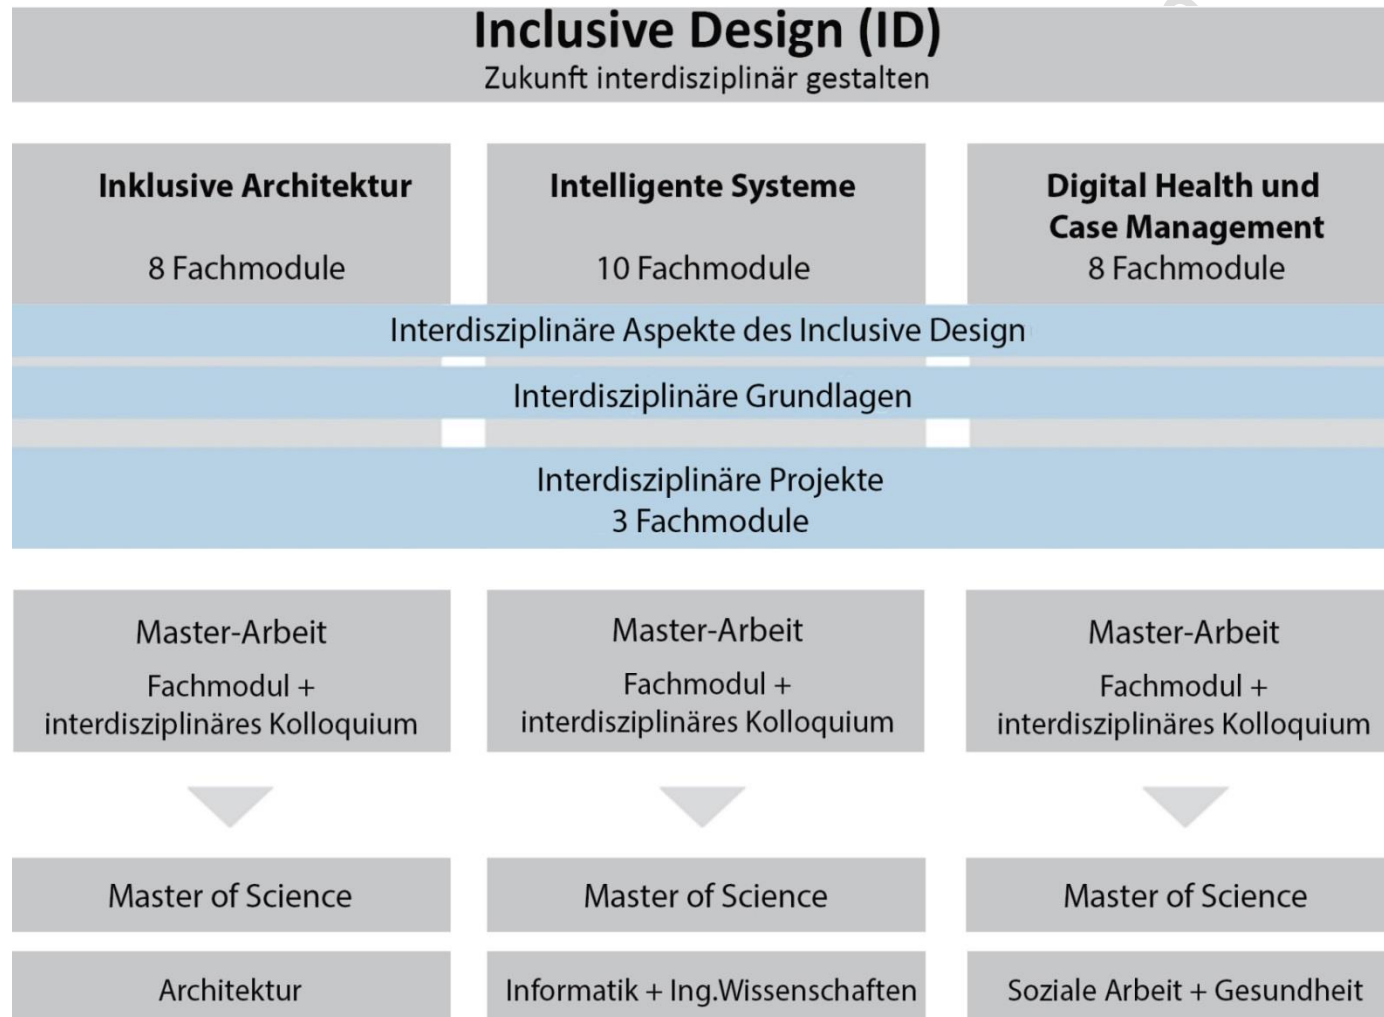 Inclusive Design (ID)
Zukunft interdisziplinär gestalten
Inklusive Architektur
8 Fachmodule
Intelligente Systeme
10 Fachmodule
Digital Health und
Case Management
8 Fachmodule
Interdisziplinäre Aspekte des Inclusive Design
Interdisziplinäre Grundlagen
Interdisziplinäre Projekte
3 Fachmodule
Master-Arbeit
Fachmodul +
interdisziplinäres Kolloquium
Master-Arbeit
Fachmodul +
interdisziplinäres Kolloquium
Master-Arbeit
Fachmodul +
interdisziplinäres Kolloquium
Master of Science
Master of Science
Master of Science
Architektur
Informatik + Ing.Wissenschaften
Soziale Arbeit + Gesundheit